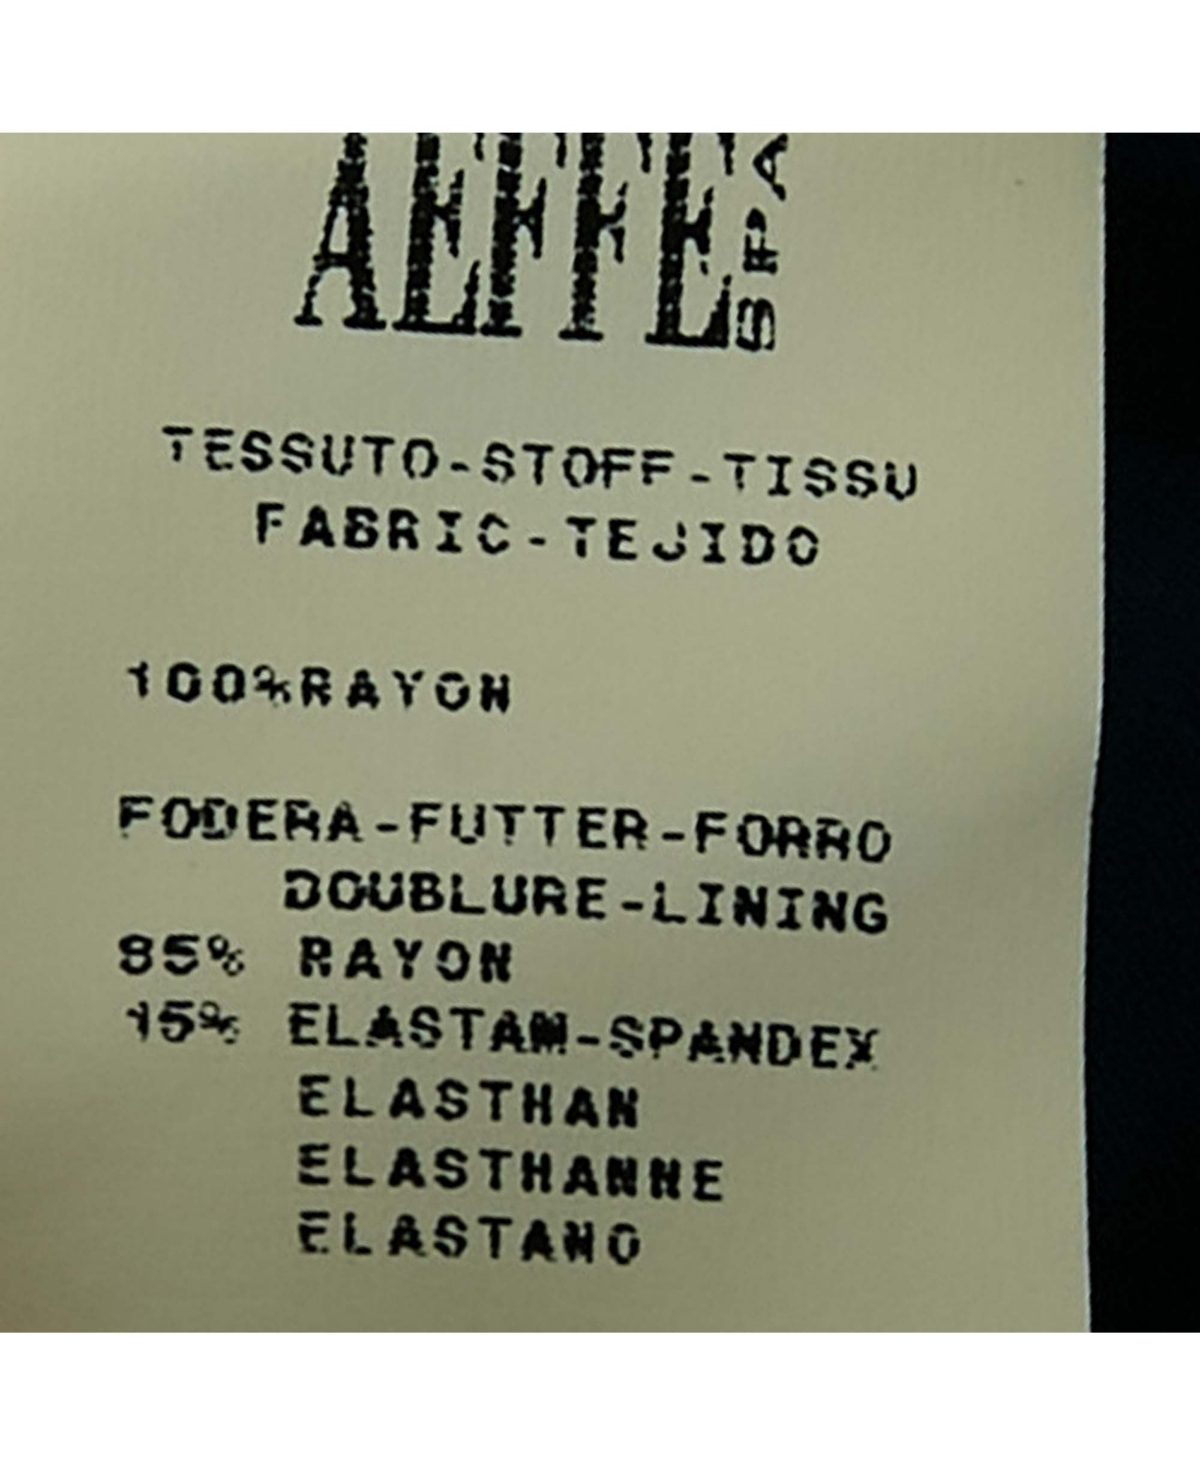 AEFFE SPA
TESSUTO-STOFF-TISSU
FABRIC-TEJIDO
100%RAYON
FODERA-FUTTER-FORRO
DOUBLURE-LINING
85% RAYON
15% ELASTAM-SPANDEX
ELASTHAN
ELASTHANNE
ELASTANO